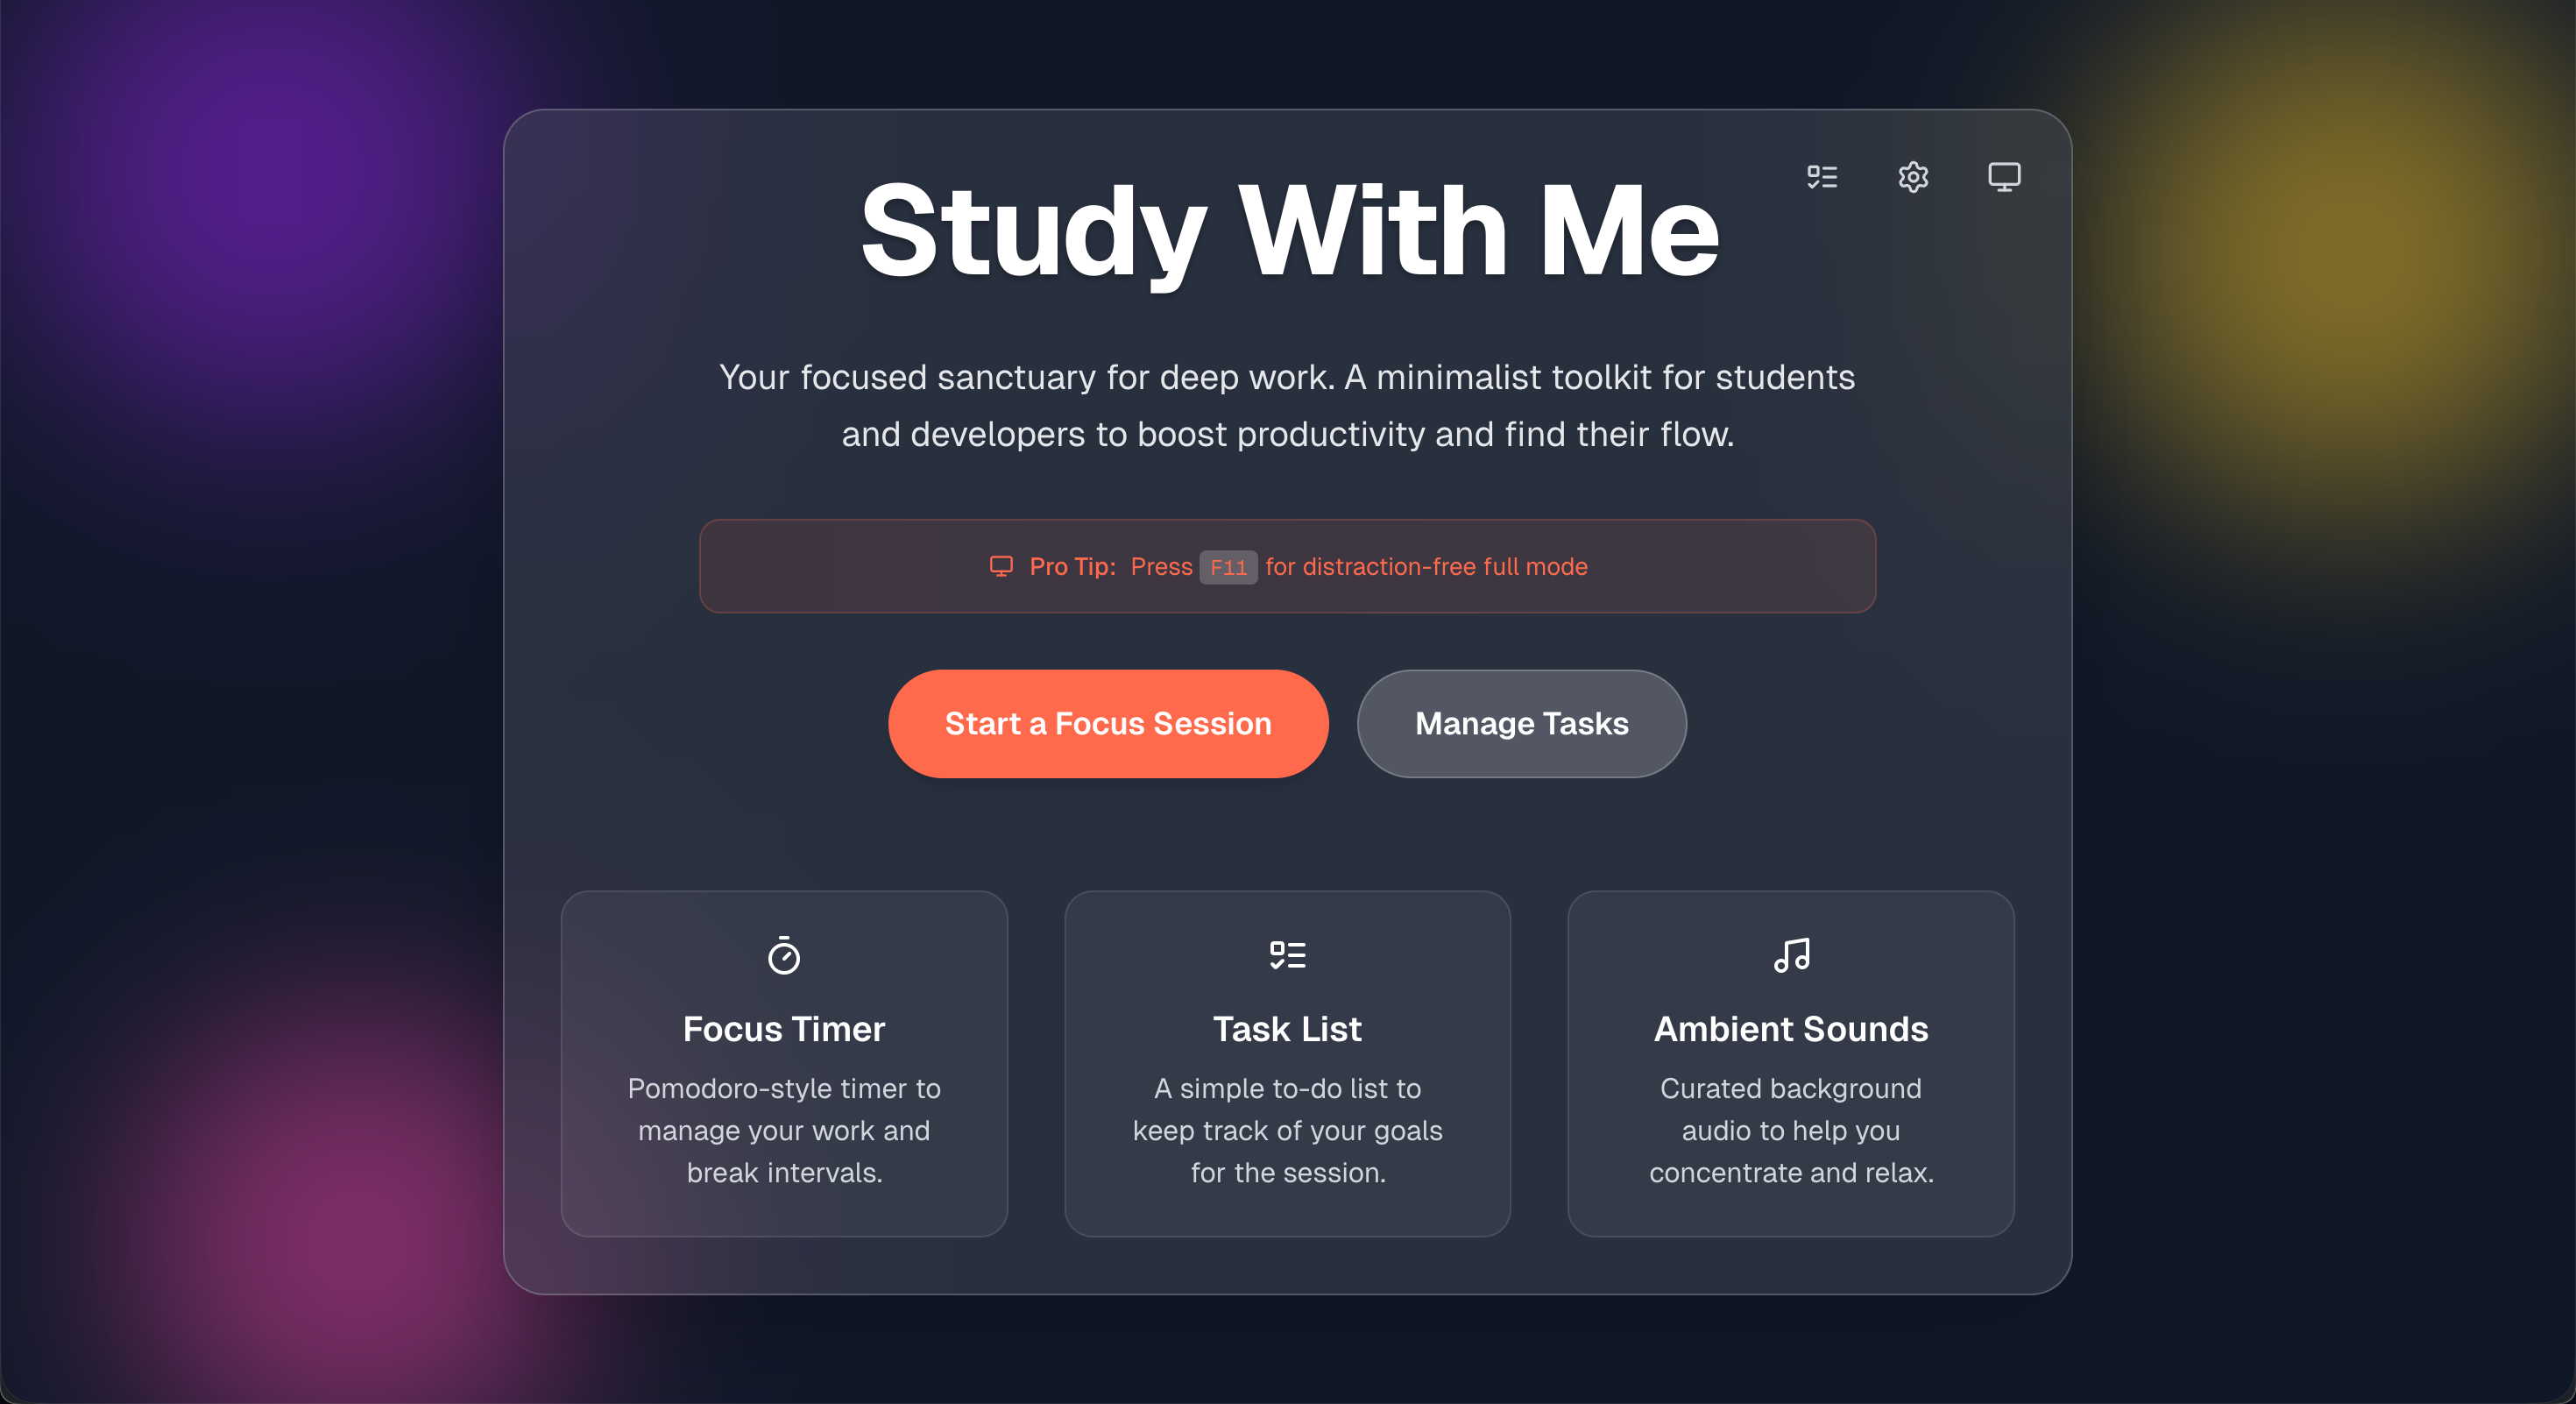 Study With Me
Your focused sanctuary for deep work. A minimalist toolkit for students
and developers to boost productivity and find their flow.
Pro Tip: Press F11 for distraction-free full mode
Start a Focus Session
Manage Tasks
Focus Timer
Pomodoro-style timer to
manage your work and
break intervals.
Task List
A simple to-do list to
keep track of your goals
for the session.
Ambient Sounds
Curated background
audio to help you
concentrate and relax.